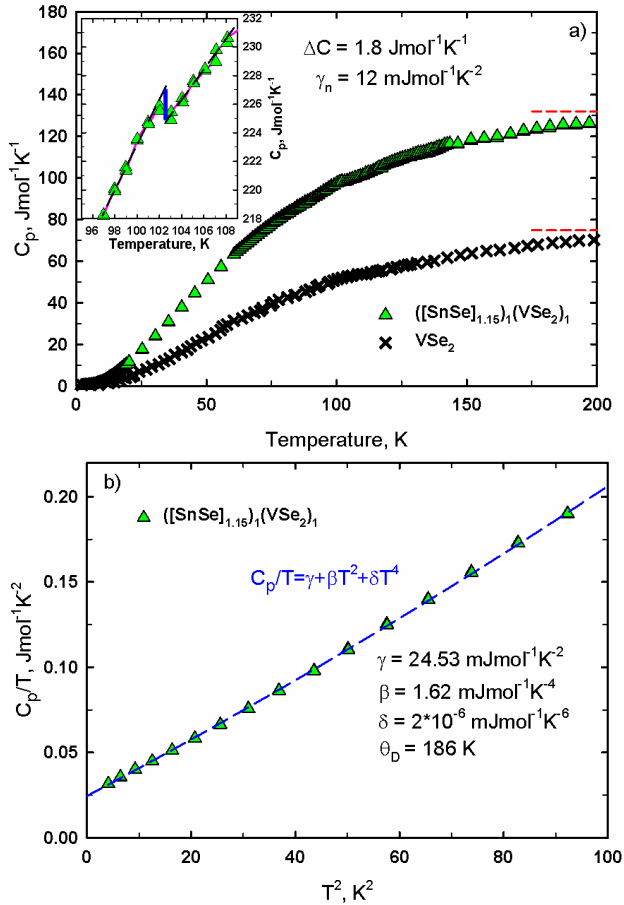 a)
ΔC = 1.8 Jmol⁻¹K⁻¹
γₙ = 12 mJmol⁻¹K⁻²
180
160
140
120
100
80
60
40
20
0
Cₚ, Jmol⁻¹K⁻¹
232
230
228
226
224
222
220
218
Cₚ, Jmol⁻¹K⁻¹
96 98 100 102 104 106 108
Temperature, K
([SnSe]₁.₁₅)₁(VSe₂)₁
VSe₂
0 50 100 150 200
Temperature, K
b)
([SnSe]₁.₁₅)₁(VSe₂)₁
Cₚ/T=γ+βT²+δT⁴
γ = 24.53 mJmol⁻¹K⁻²
β = 1.62 mJmol⁻¹K⁻⁴
δ = 2*10⁻⁶ mJmol⁻¹K⁻⁶
θ_D = 186 K
0.20
0.15
0.10
0.05
0.00
Cₚ/T, Jmol⁻¹K⁻²
0 20 40 60 80 100
T², K²